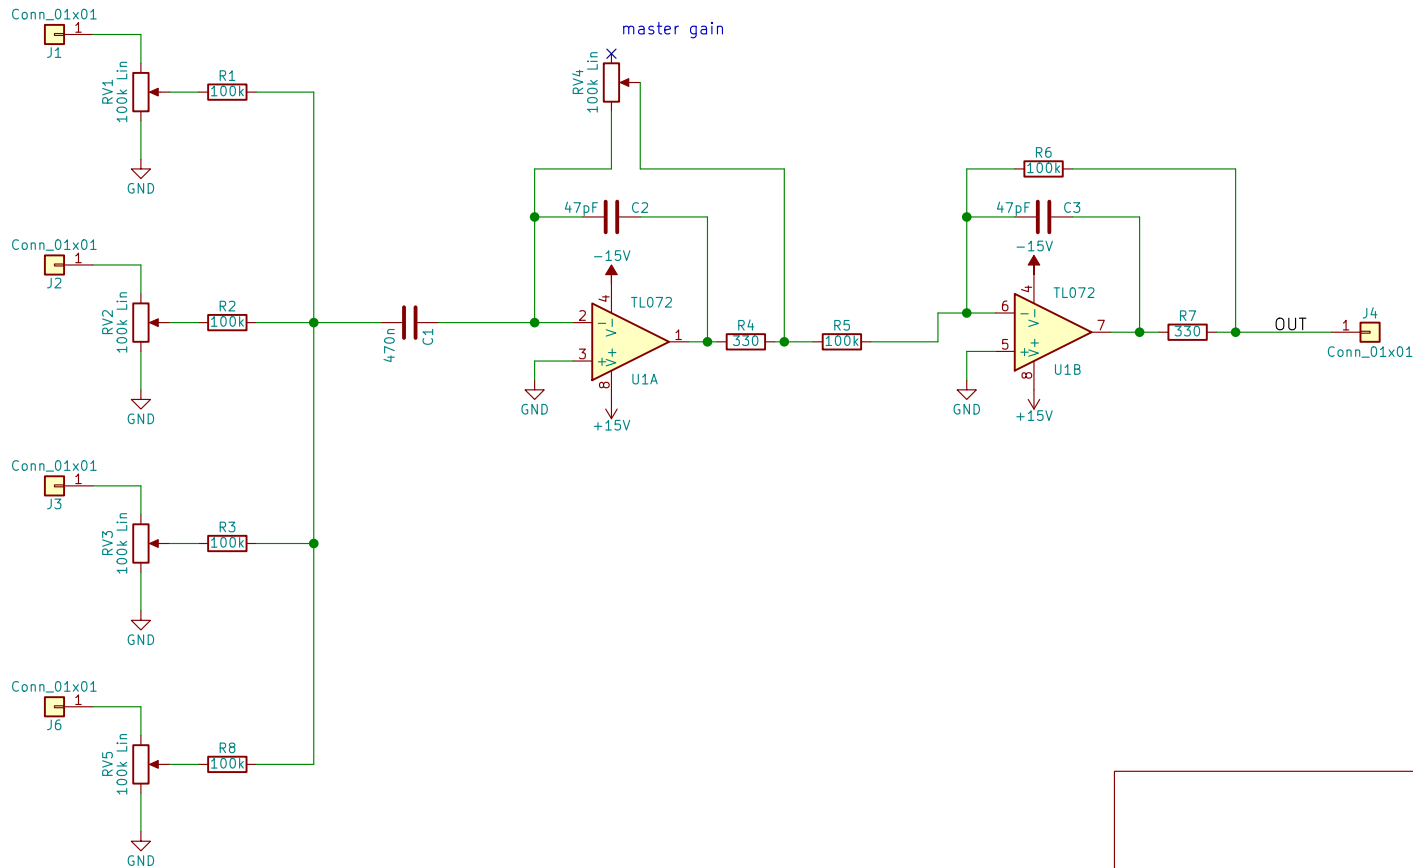 Conn_01x01
1
J1
RV1
100k Lin
R1
100k
GND
Conn_01x01
1
J2
RV2
100k Lin
R2
100k
GND
Conn_01x01
1
J3
RV3
100k Lin
R3
100k
GND
Conn_01x01
1
J6
RV5
100k Lin
R8
100k
GND
470n
C1
master gain
RV4
100k Lin
47pF
C2
-15V
4
TL072
2
-
V-
1
3
+
V+
8
U1A
GND
+15V
R4
330
R5
100k
R6
100k
47pF
C3
-15V
4
TL072
6
-
V-
7
5
+
V+
8
U1B
GND
+15V
R7
330
OUT
1
J4
Conn_01x01